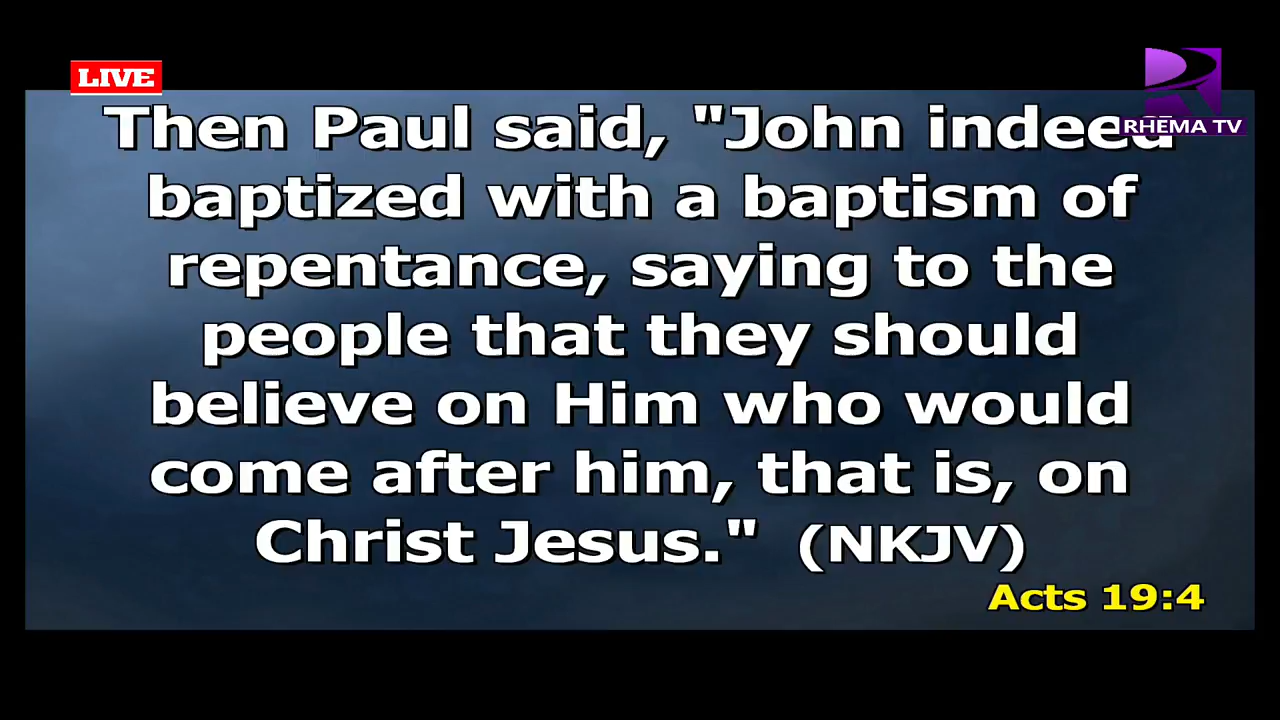 LIVE
RHEMA TV
Then Paul said, "John indeed
baptized with a baptism of
repentance, saying to the
people that they should
believe on Him who would
come after him, that is, on
Christ Jesus." (NKJV)
Acts 19:4